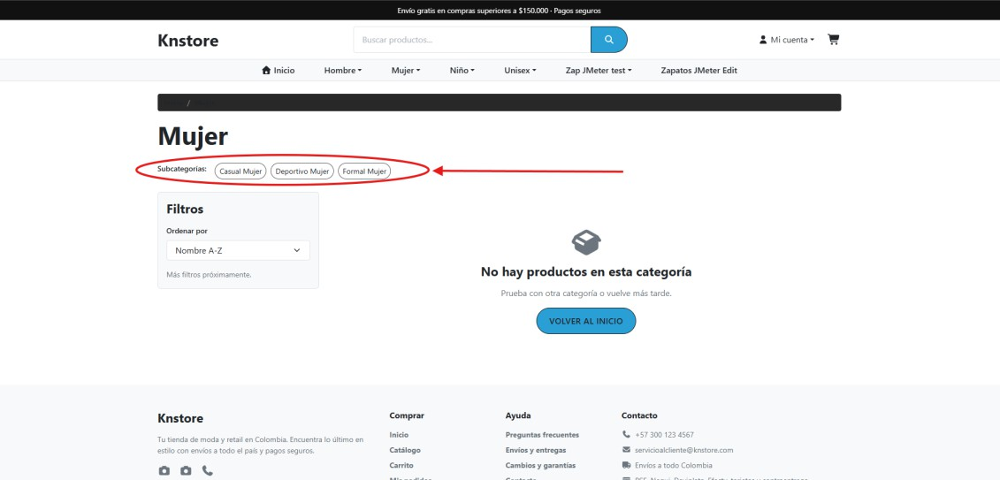 Envío gratis en compras superiores a $150.000 · Pagos seguros
Knstore
Buscar productos...
Mi cuenta
Inicio Hombre Mujer Niño Unisex Zap JMeter test Zapatos JMeter Edit
/
Mujer
Subcategorías: Casual Mujer Deportivo Mujer Formal Mujer
Filtros
Ordenar por
Nombre A-Z
Más filtros próximamente.
No hay productos en esta categoría
Prueba con otra categoría o vuelve más tarde.
VOLVER AL INICIO
Knstore
Tu tienda de moda y retail en Colombia. Encuentra lo último en
estilo con envíos a todo el país y pagos seguros.
Comprar
Inicio
Catálogo
Carrito
Ayuda
Preguntas frecuentes
Envíos y entregas
Cambios y garantías
Contacto
+57 300 123 4567
servicioalcliente@knstore.com
Envíos a todo Colombia